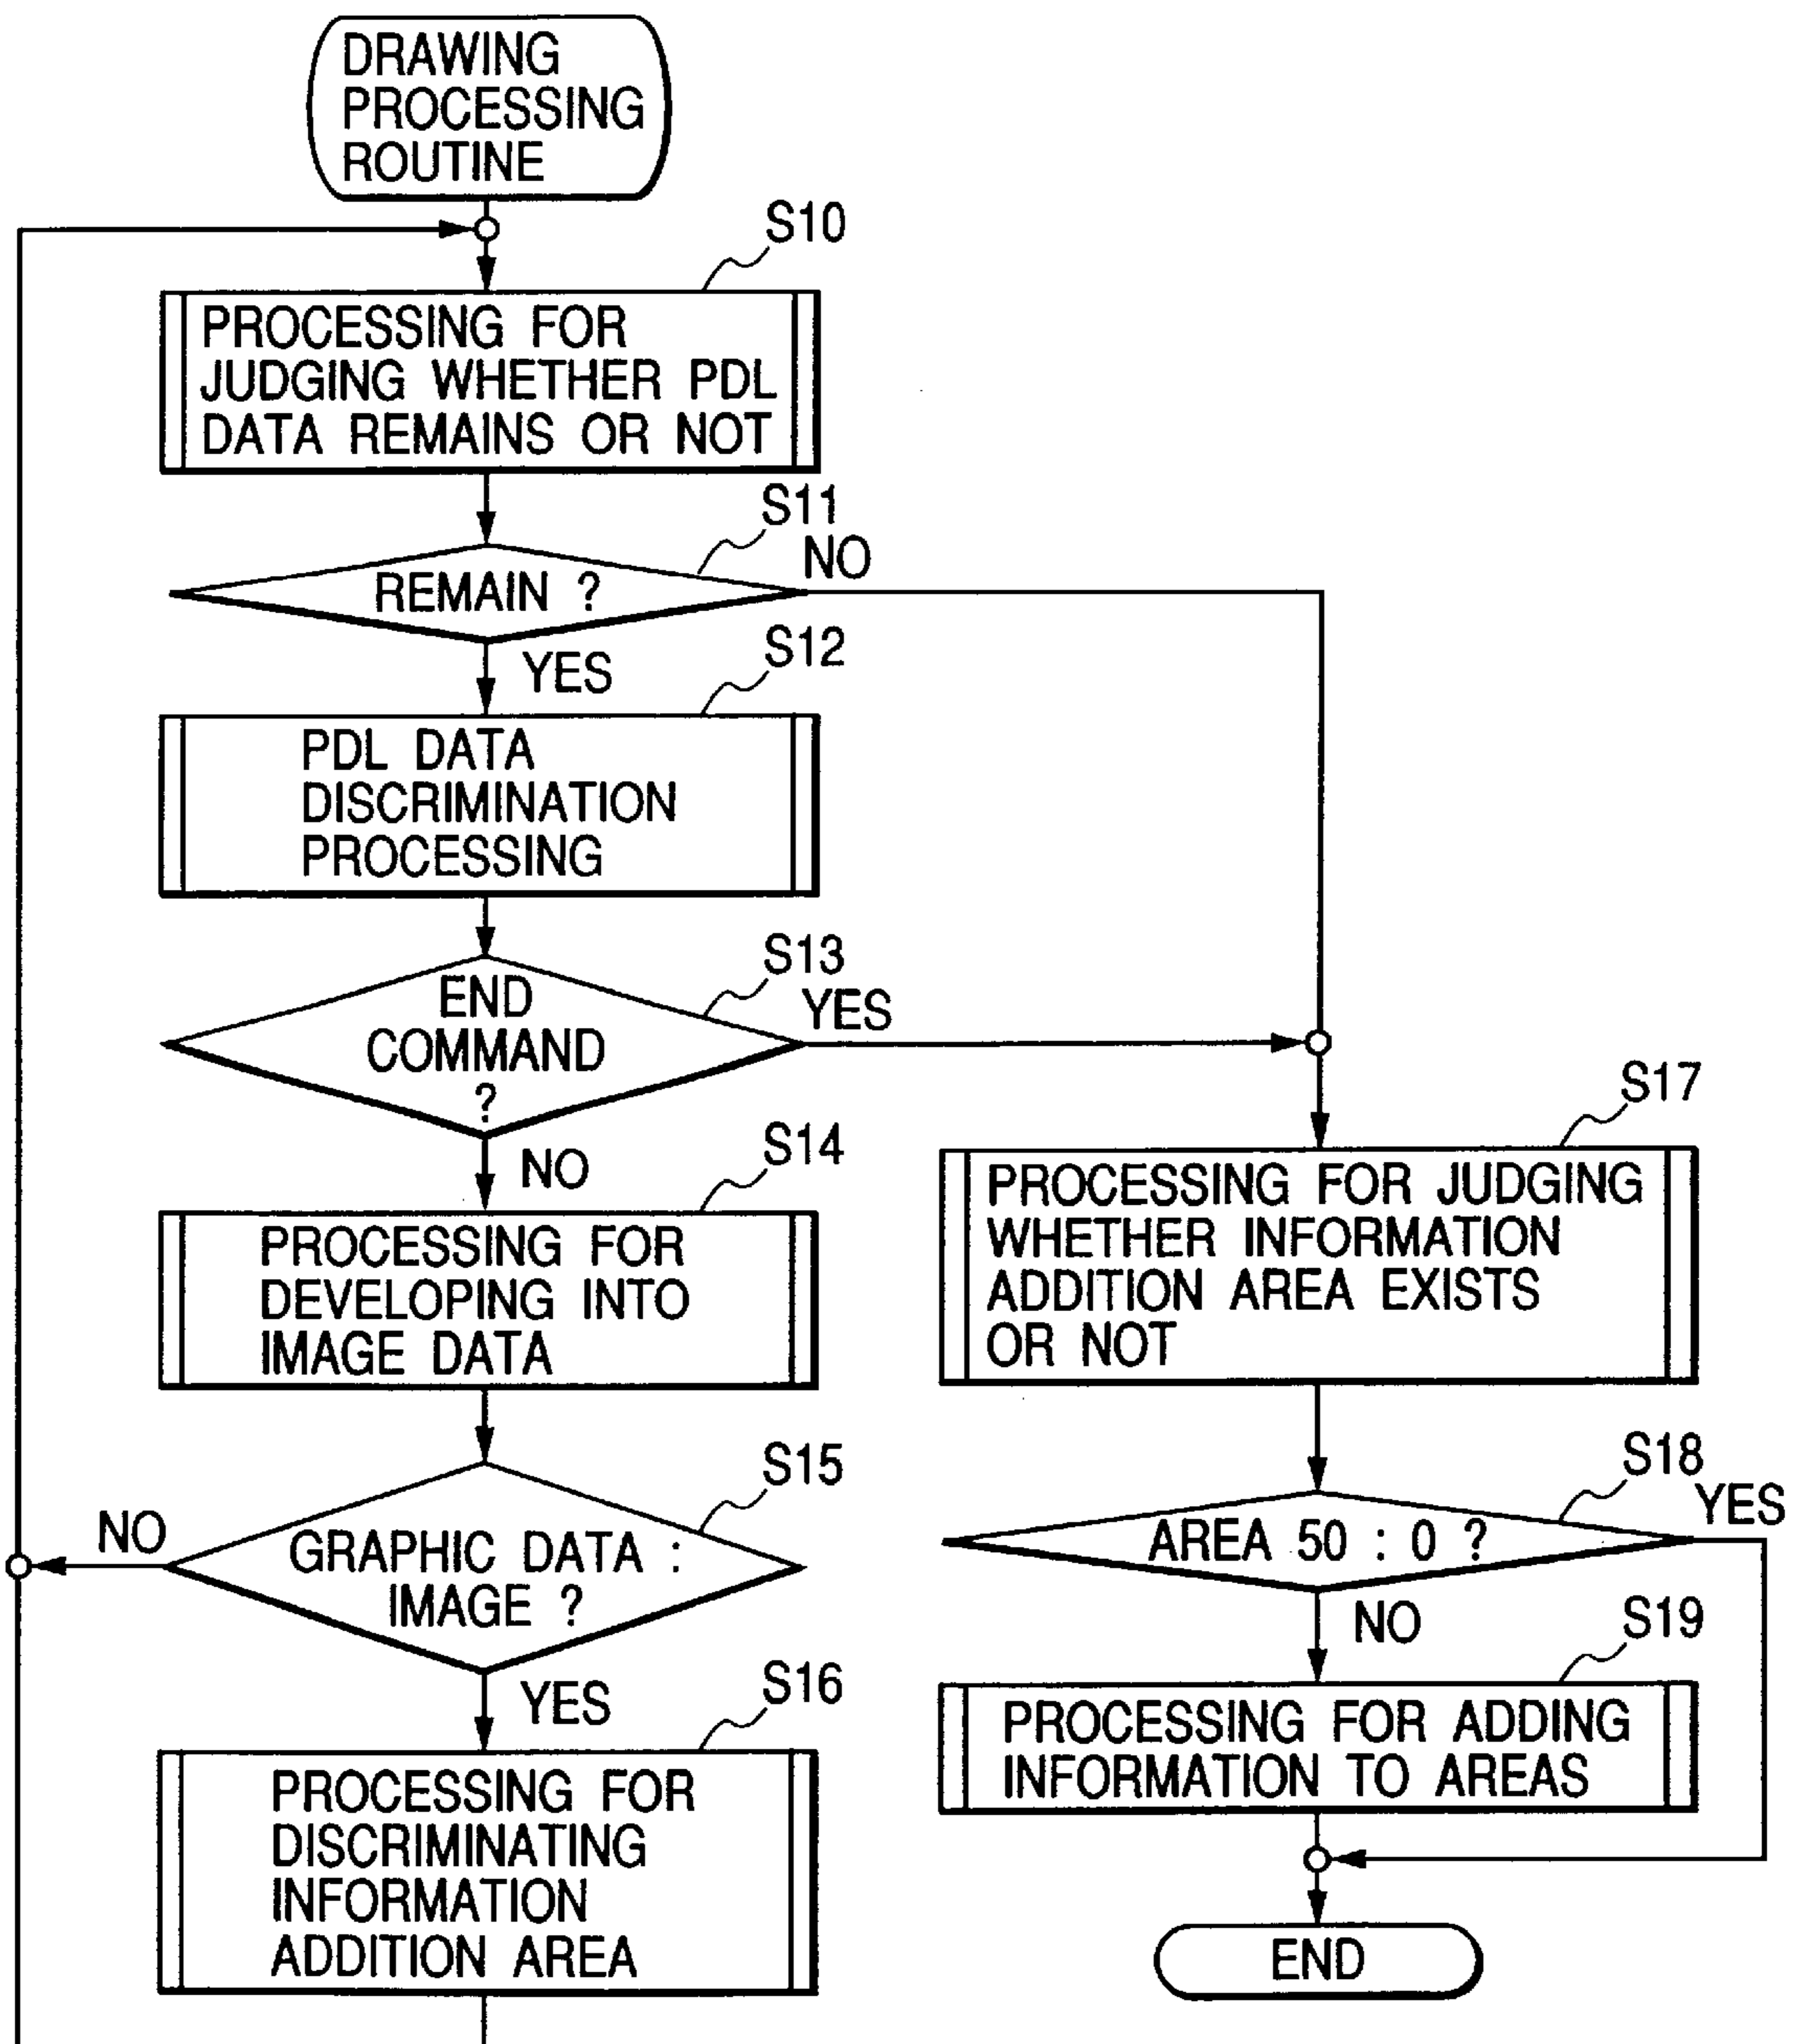 DRAWING
PROCESSING
ROUTINE
S10
PROCESSING FOR
JUDGING WHETHER PDL
DATA REMAINS OR NOT
S11
NO
REMAIN ?
YES
S12
PDL DATA
DISCRIMINATION
PROCESSING
S13
YES
END
COMMAND
?
NO
S14
PROCESSING FOR
DEVELOPING INTO
IMAGE DATA
S15
NO
GRAPHIC DATA :
IMAGE ?
YES
S16
PROCESSING FOR
DISCRIMINATING
INFORMATION
ADDITION AREA
S17
PROCESSING FOR JUDGING
WHETHER INFORMATION
ADDITION AREA EXISTS
OR NOT
S18
YES
AREA 50 : 0 ?
NO
S19
PROCESSING FOR ADDING
INFORMATION TO AREAS
END